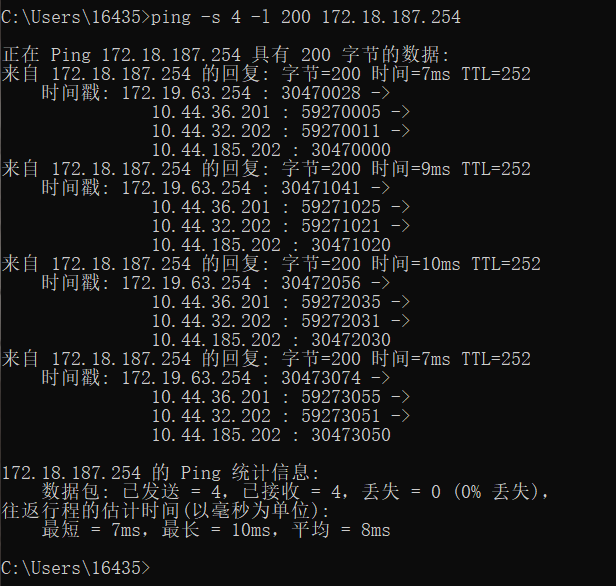 C:\Users\16435>ping -s 4 -l 200 172.18.187.254
正在 Ping 172.18.187.254 具有 200 字节的数据:
来自 172.18.187.254 的回复: 字节=200 时间=7ms TTL=252
时间戳: 172.19.63.254 : 30470028 ->
10.44.36.201 : 59270005 ->
10.44.32.202 : 59270011 ->
10.44.185.202 : 30470000
来自 172.18.187.254 的回复: 字节=200 时间=9ms TTL=252
时间戳: 172.19.63.254 : 30471041 ->
10.44.36.201 : 59271025 ->
10.44.32.202 : 59271021 ->
10.44.185.202 : 30471020
来自 172.18.187.254 的回复: 字节=200 时间=10ms TTL=252
时间戳: 172.19.63.254 : 30472056 ->
10.44.36.201 : 59272035 ->
10.44.32.202 : 59272031 ->
10.44.185.202 : 30472030
来自 172.18.187.254 的回复: 字节=200 时间=7ms TTL=252
时间戳: 172.19.63.254 : 30473074 ->
10.44.36.201 : 59273055 ->
10.44.32.202 : 59273051 ->
10.44.185.202 : 30473050
172.18.187.254 的 Ping 统计信息:
数据包: 已发送 = 4，已接收 = 4，丢失 = 0 (0% 丢失)，
往返行程的估计时间(以毫秒为单位):
最短 = 7ms，最长 = 10ms，平均 = 8ms
C:\Users\16435>